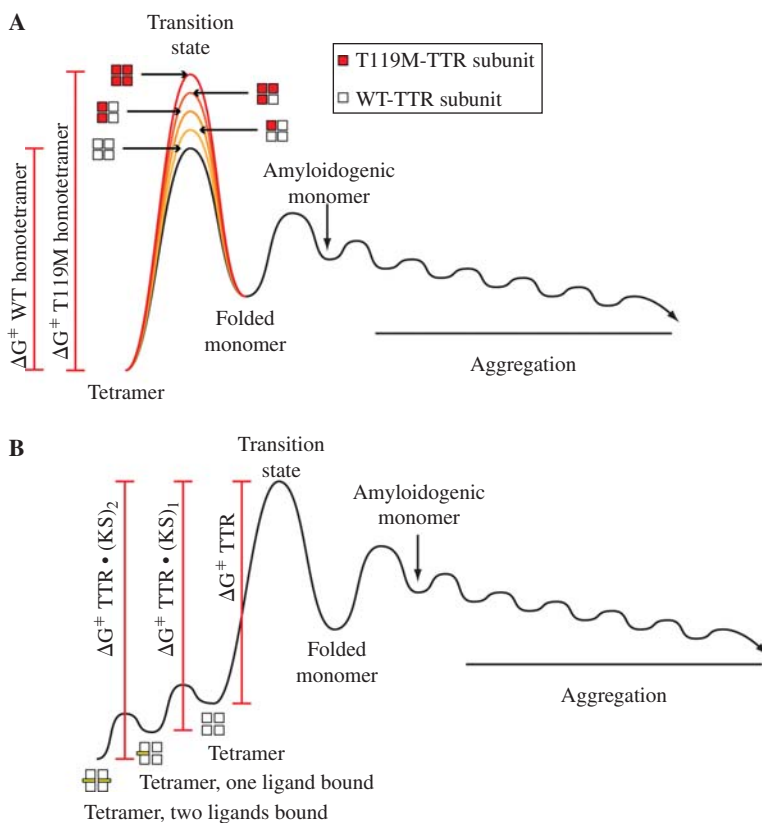 A
Transition
state
T119M-TTR subunit
WT-TTR subunit
Amyloidogenic
monomer
ΔG‡ WT homotetramer
ΔG‡ T119M homotetramer
Folded
monomer
Aggregation
Tetramer
B
Transition
state
Amyloidogenic
monomer
ΔG‡ TTR • (KS)2
ΔG‡ TTR • (KS)1
ΔG‡ TTR
Folded
monomer
Aggregation
Tetramer
Tetramer, one ligand bound
Tetramer, two ligands bound